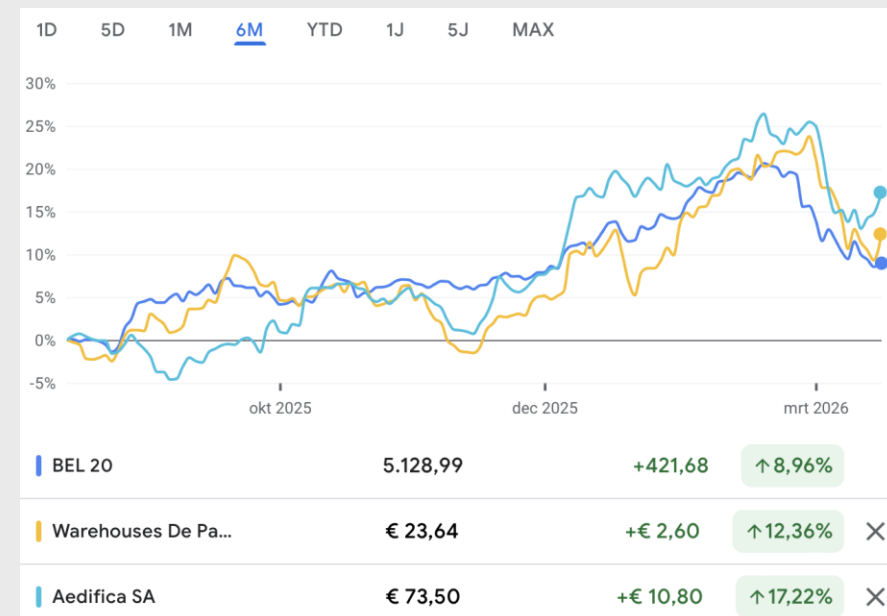 1D 5D 1M 6M YTD 1J 5J MAX
30%
25%
20%
15%
10%
5%
0%
-5%
okt 2025 dec 2025 mrt 2026
BEL 20 5.128,99 +421,68 ↑8,96%
Warehouses De Pa... € 23,64 +€ 2,60 ↑12,36%
Aedifica SA € 73,50 +€ 10,80 ↑17,22%